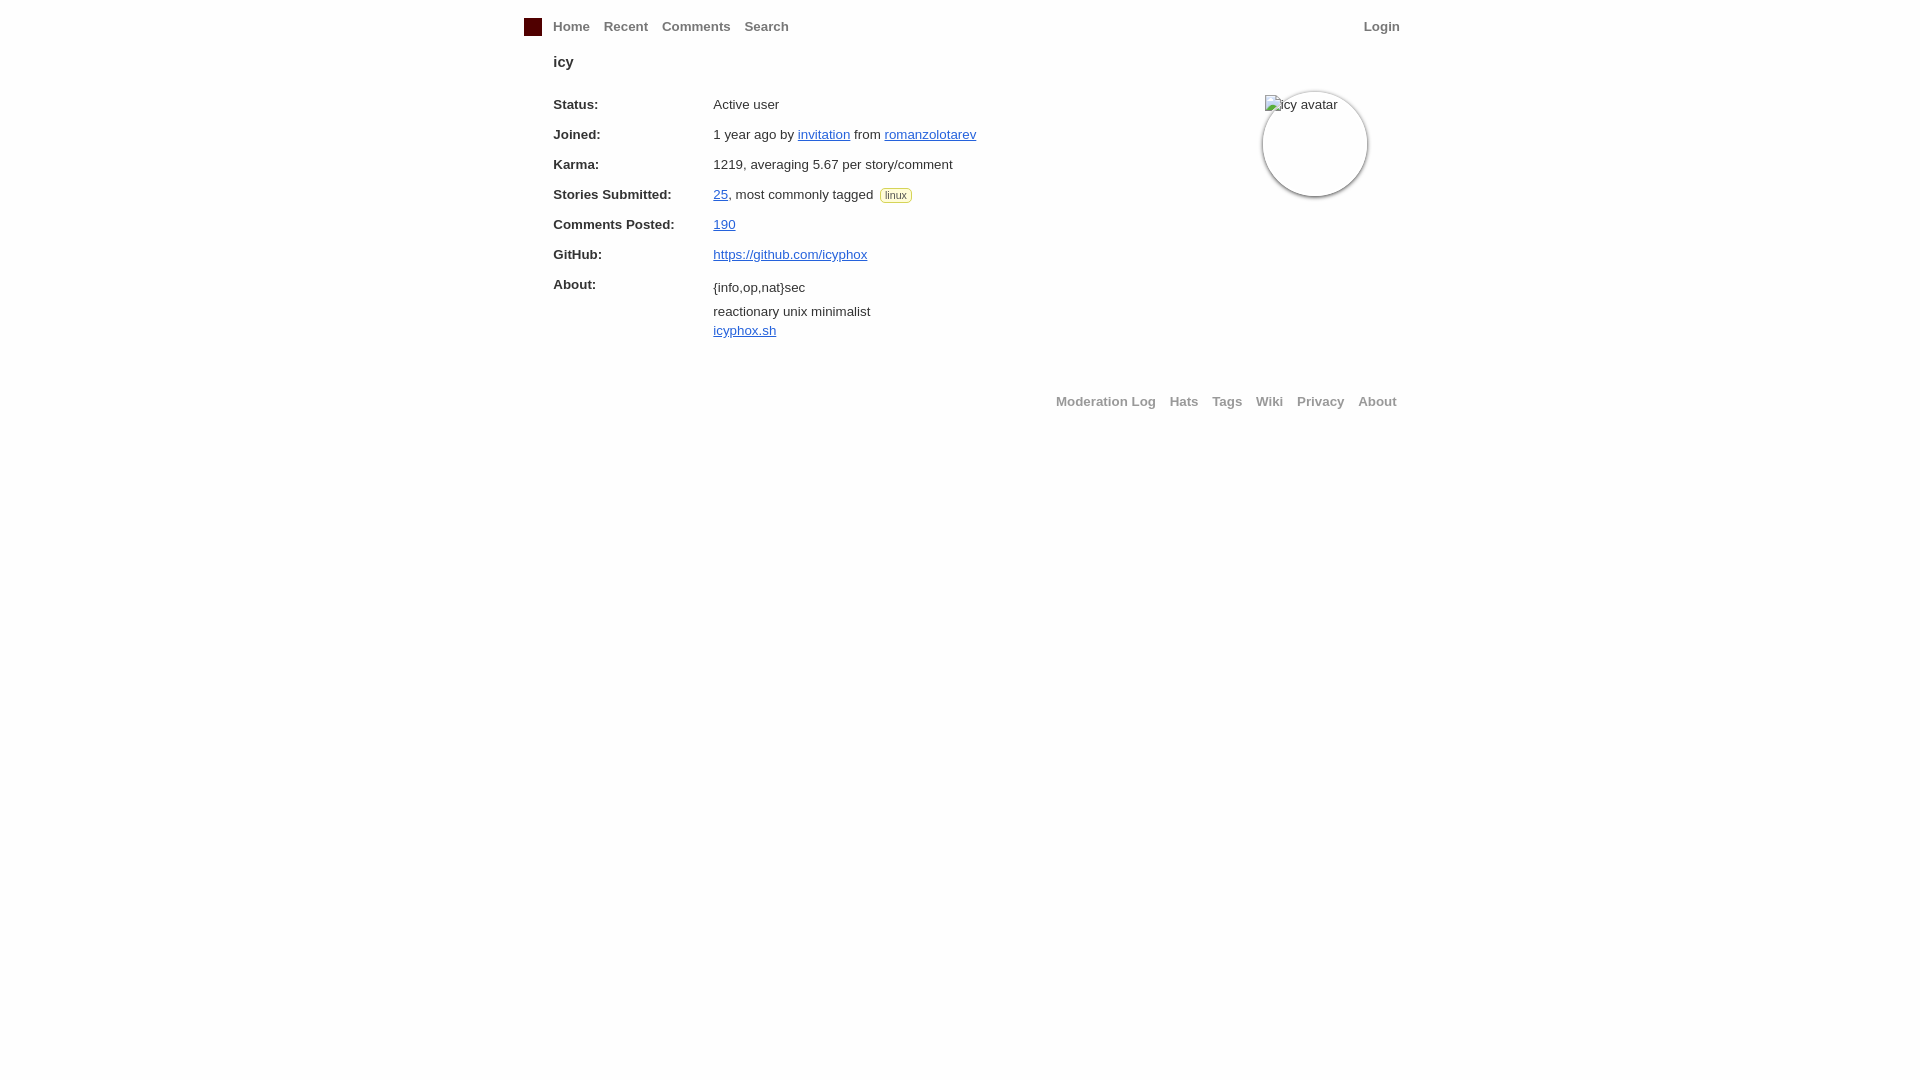 Home Recent Comments Search Login
icy
Status: Active user
icy avatar
Joined: 1 year ago by invitation from romanzolotarev
Karma: 1219, averaging 5.67 per story/comment
Stories Submitted: 25, most commonly tagged linux
Comments Posted: 190
GitHub: https://github.com/icyphox
About: {info,op,nat}sec
reactionary unix minimalist
icyphox.sh
Moderation Log Hats Tags Wiki Privacy About